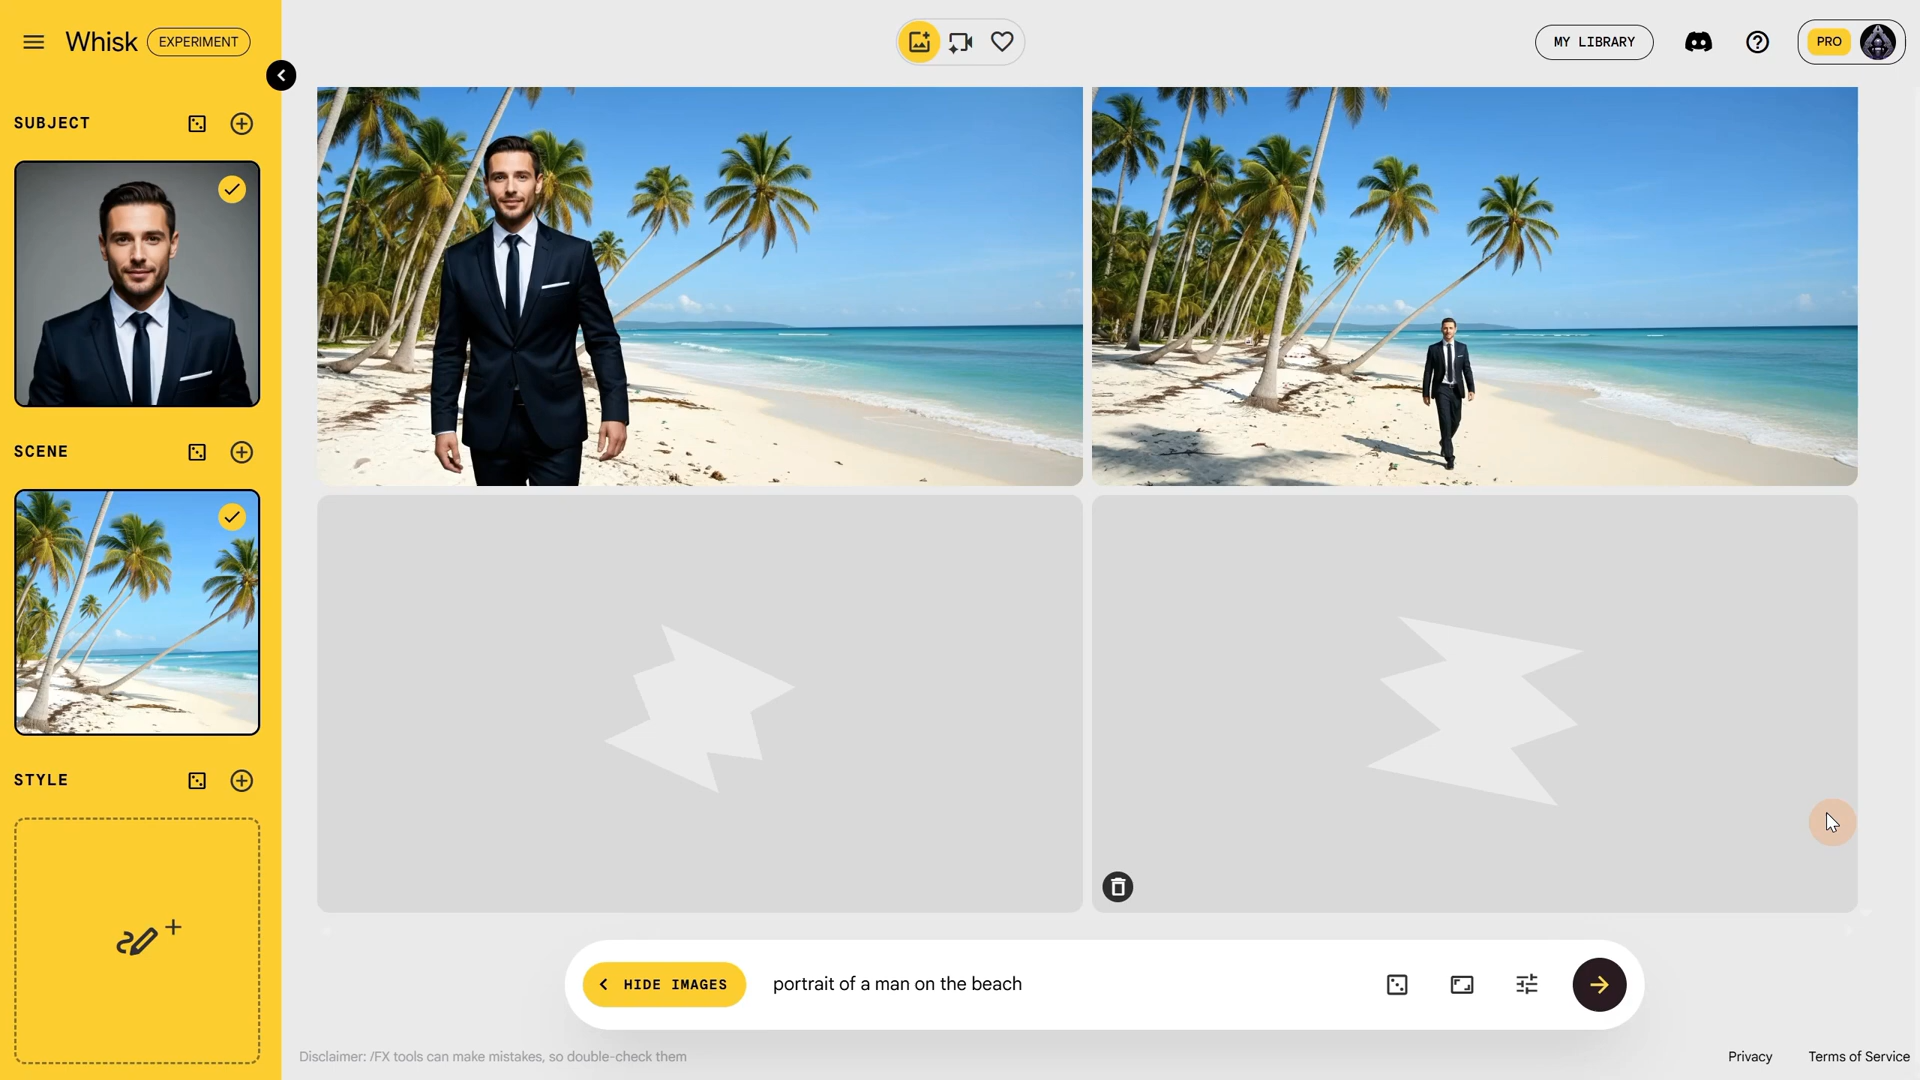 Whisk EXPERIMENT
MY LIBRARY
PRO
SUBJECT
SCENE
STYLE
HIDE IMAGES
portrait of a man on the beach
Disclaimer: /FX tools can make mistakes, so double-check them
Privacy
Terms of Service